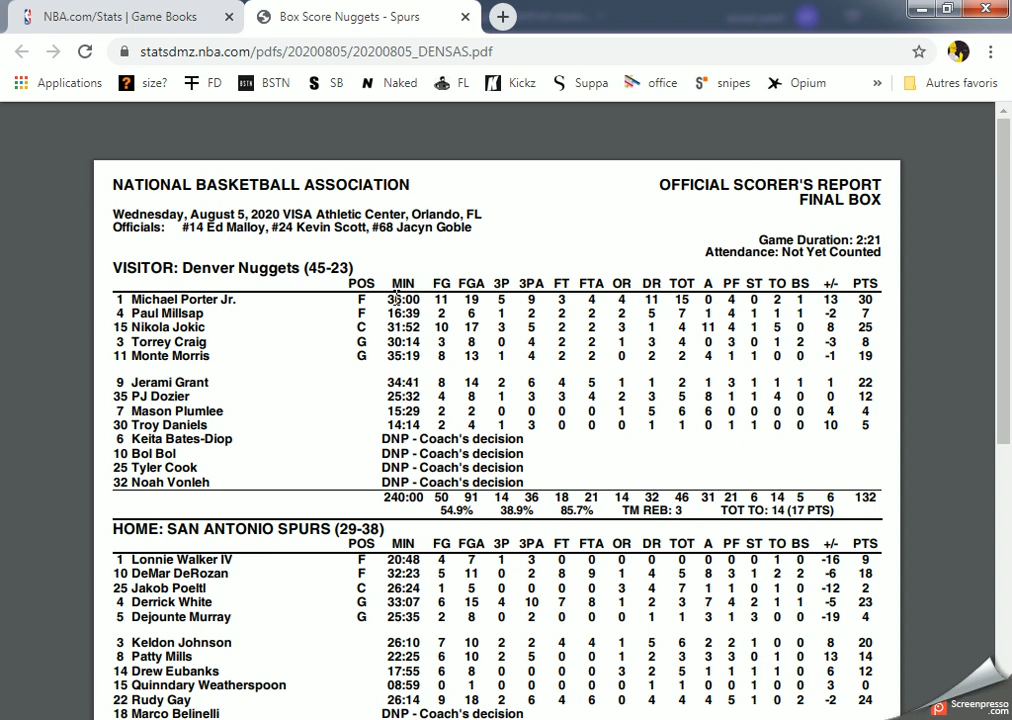 NBA.com/Stats | Game Books
Box Score Nuggets - Spurs
statsdmz.nba.com/pdfs/20200805/20200805_DENSAS.pdf
Applications size? FD BSTN BSTN SB Naked FL Kickz Suppa office snipes Opium » Autres favoris
NATIONAL BASKETBALL ASSOCIATION
OFFICIAL SCORER'S REPORT
FINAL BOX
Wednesday, August 5, 2020 VISA Athletic Center, Orlando, FL
Officials: #14 Ed Malloy, #24 Kevin Scott, #68 Jacyn Goble
Game Duration: 2:21
Attendance: Not Yet Counted
VISITOR: Denver Nuggets (45-23)
POS MIN FG FGA 3P 3PA FT FTA OR DR TOT A PF ST TO BS +/- PTS
1 Michael Porter Jr. F 36:00 11 19 5 9 3 4 4 11 15 0 4 0 2 1 13 30
4 Paul Millsap F 16:39 2 6 1 2 2 2 2 5 7 1 4 1 1 1 -2 7
15 Nikola Jokic C 31:52 10 17 3 5 2 2 3 1 4 11 4 1 5 0 8 25
3 Torrey Craig G 30:14 3 8 0 4 2 2 1 3 4 0 3 0 1 2 -3 8
11 Monte Morris G 35:19 8 13 1 4 2 2 0 2 2 4 1 1 0 0 -1 19
9 Jerami Grant 34:41 8 14 2 6 4 5 1 1 2 1 3 1 1 1 1 22
35 PJ Dozier 25:32 4 8 1 3 3 4 2 3 5 8 1 1 4 0 0 12
7 Mason Plumlee 15:29 2 2 0 0 0 0 1 5 6 6 0 0 0 0 4 4
30 Troy Daniels 14:14 2 4 1 3 0 0 0 1 1 0 1 1 0 0 10 5
6 Keita Bates-Diop DNP - Coach's decision
10 Bol Bol DNP - Coach's decision
25 Tyler Cook DNP - Coach's decision
32 Noah Vonleh DNP - Coach's decision
240:00 50 91 14 36 18 21 14 32 46 31 21 6 14 5 6 132
54.9% 38.9% 85.7% TM REB: 3 TOT TO: 14 (17 PTS)
HOME: SAN ANTONIO SPURS (29-38)
POS MIN FG FGA 3P 3PA FT FTA OR DR TOT A PF ST TO BS +/- PTS
1 Lonnie Walker IV F 20:48 4 7 1 3 0 0 0 0 0 0 0 0 1 0 -16 9
10 DeMar DeRozan F 32:23 5 11 0 2 8 9 1 4 5 8 3 1 2 2 -6 18
25 Jakob Poeltl C 26:24 1 5 0 0 0 0 3 4 7 1 1 0 1 0 -12 2
4 Derrick White G 33:07 6 15 4 10 7 8 1 2 3 7 4 2 1 1 -5 23
5 Dejounte Murray G 25:35 2 8 0 2 0 0 0 1 1 3 1 3 0 0 -19 4
3 Keldon Johnson 26:10 7 10 2 2 4 4 1 5 6 2 2 1 0 0 8 20
8 Patty Mills 22:25 6 10 2 5 0 0 1 2 3 3 3 0 1 0 13 14
14 Drew Eubanks 17:55 6 8 0 0 0 0 3 2 5 1 1 1 1 0 6 12
15 Quinndary Weatherspoon 08:59 0 1 0 0 0 0 0 1 1 0 0 1 0 0 3 0
22 Rudy Gay 26:14 9 18 2 6 4 6 0 4 4 4 5 1 0 2 -2 24
18 Marco Belinelli DNP - Coach's decision
Screenpresso
.com